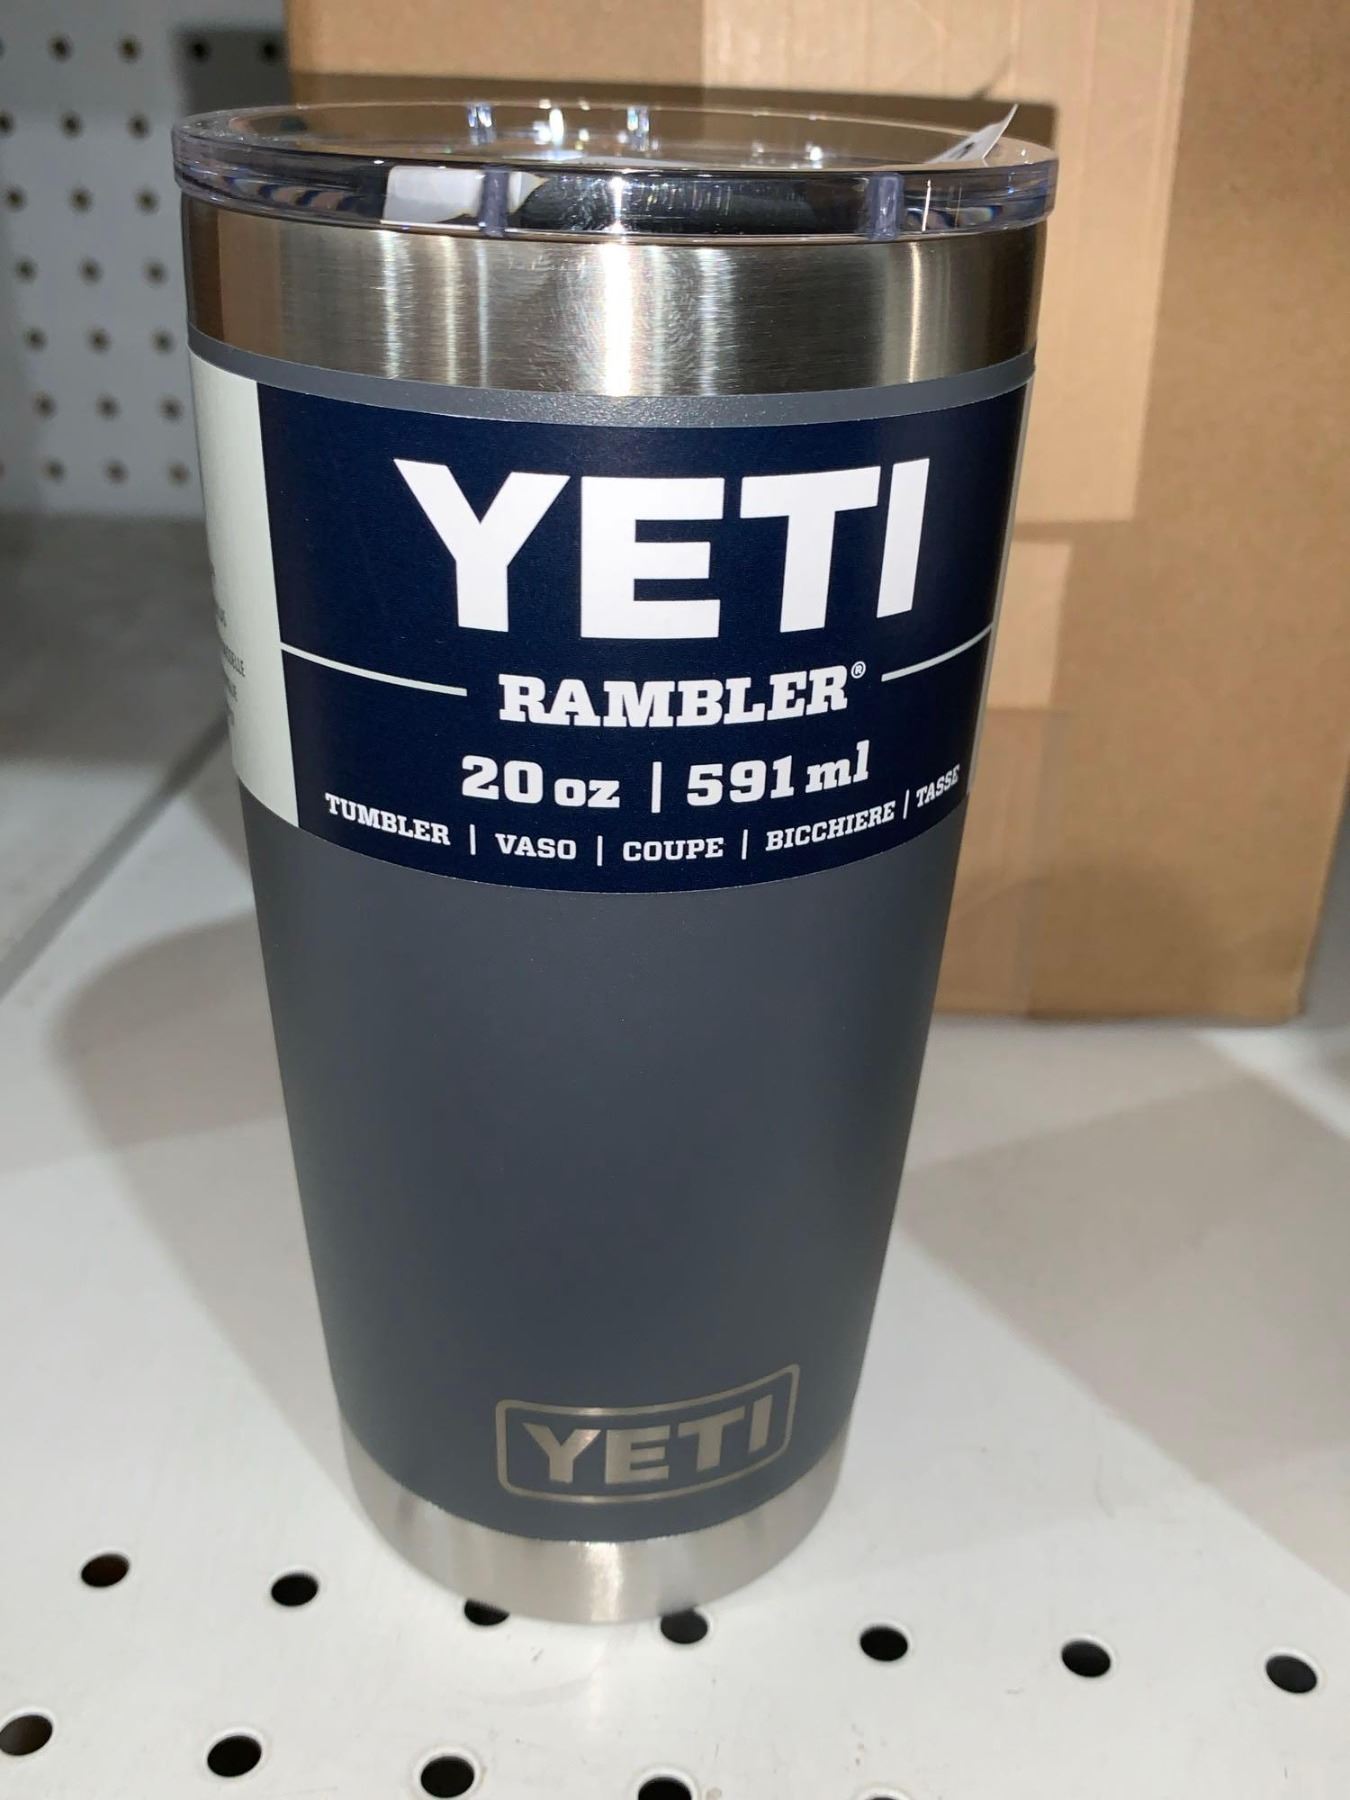 YETI
RAMBLER®
20 oz | 591 ml
TUMBLER | VASO | COUPE | BICCHIERE | TASSE
YETI